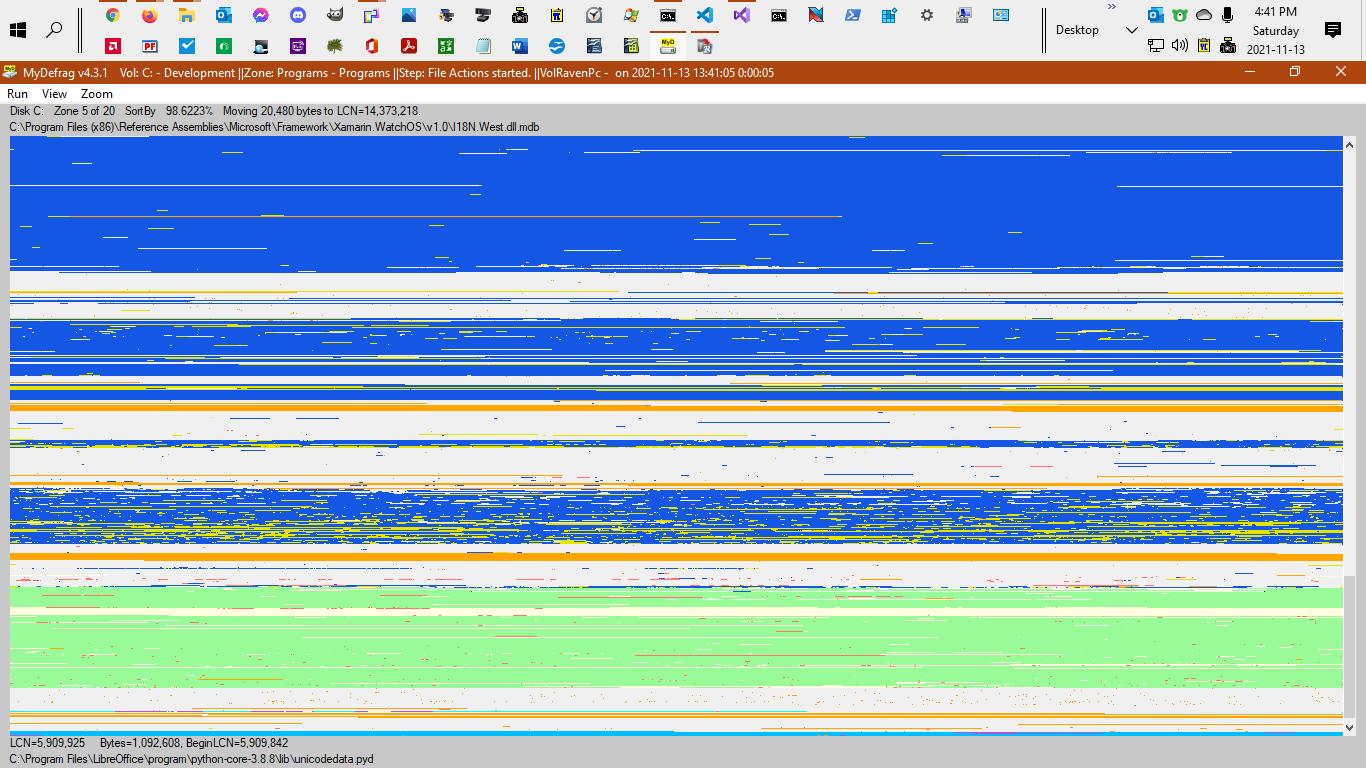 4:41 PM
Desktop
Saturday
2021-11-13
MyDefrag v4.3.1    Vol: C: - Development ||Zone: Programs - Programs ||Step: File Actions started. ||VolRavenPc -  on 2021-11-13 13:41:05 0:00:05
Run View Zoom
Disk C:    Zone 5 of 20    SortBy    98.6223%    Moving 20,480 bytes to LCN=14,373,218.
C:\Program Files (x86)\Reference Assemblies\Microsoft\Framework\Xamarin.WatchOS\v1.0\I18N.West.dll.mdb
LCN=5,909,925    Bytes=1,092,608, BeginLCN=5,909,842
C:\Program Files\LibreOffice\program\python-core-3.8.8\lib\unicodedata.pyd